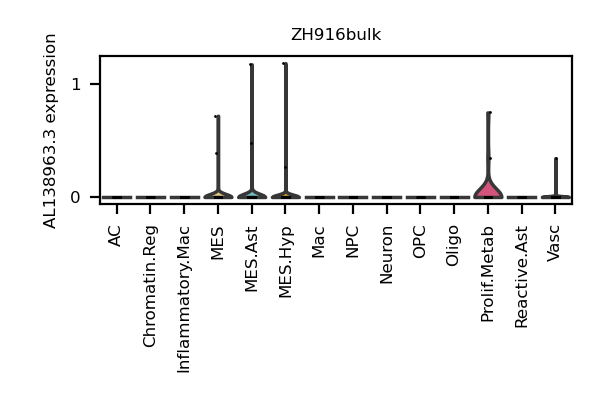 ZH916bulk
AL138963.3 expression
1
0
AC
Chromatin.Reg
Inflammatory.Mac
MES
MES.Ast
MES.Hyp
Mac
NPC
Neuron
OPC
Oligo
Prolif.Metab
Reactive.Ast
Vasc